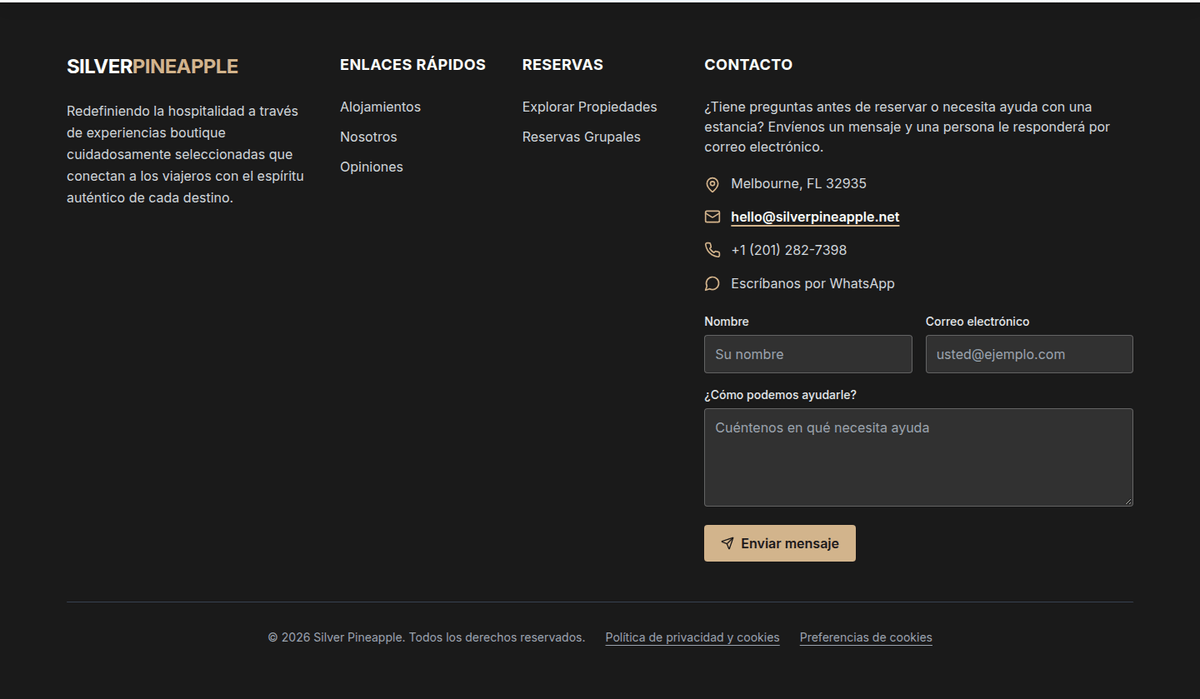 SILVERPINEAPPLE
Redefiniendo la hospitalidad a través
de experiencias boutique
cuidadosamente seleccionadas que
conectan a los viajeros con el espíritu
auténtico de cada destino.
ENLACES RÁPIDOS
Alojamientos
Nosotros
Opiniones
RESERVAS
Explorar Propiedades
Reservas Grupales
CONTACTO
¿Tiene preguntas antes de reservar o necesita ayuda con una
estancia? Envíenos un mensaje y una persona le responderá por
correo electrónico.
Melbourne, FL 32935
hello@silverpineapple.net
+1 (201) 282-7398
Escríbanos por WhatsApp
Nombre
Su nombre
Correo electrónico
usted@ejemplo.com
¿Cómo podemos ayudarle?
Cuéntenos en qué necesita ayuda
Enviar mensaje
© 2026 Silver Pineapple. Todos los derechos reservados. Política de privacidad y cookies Preferencias de cookies